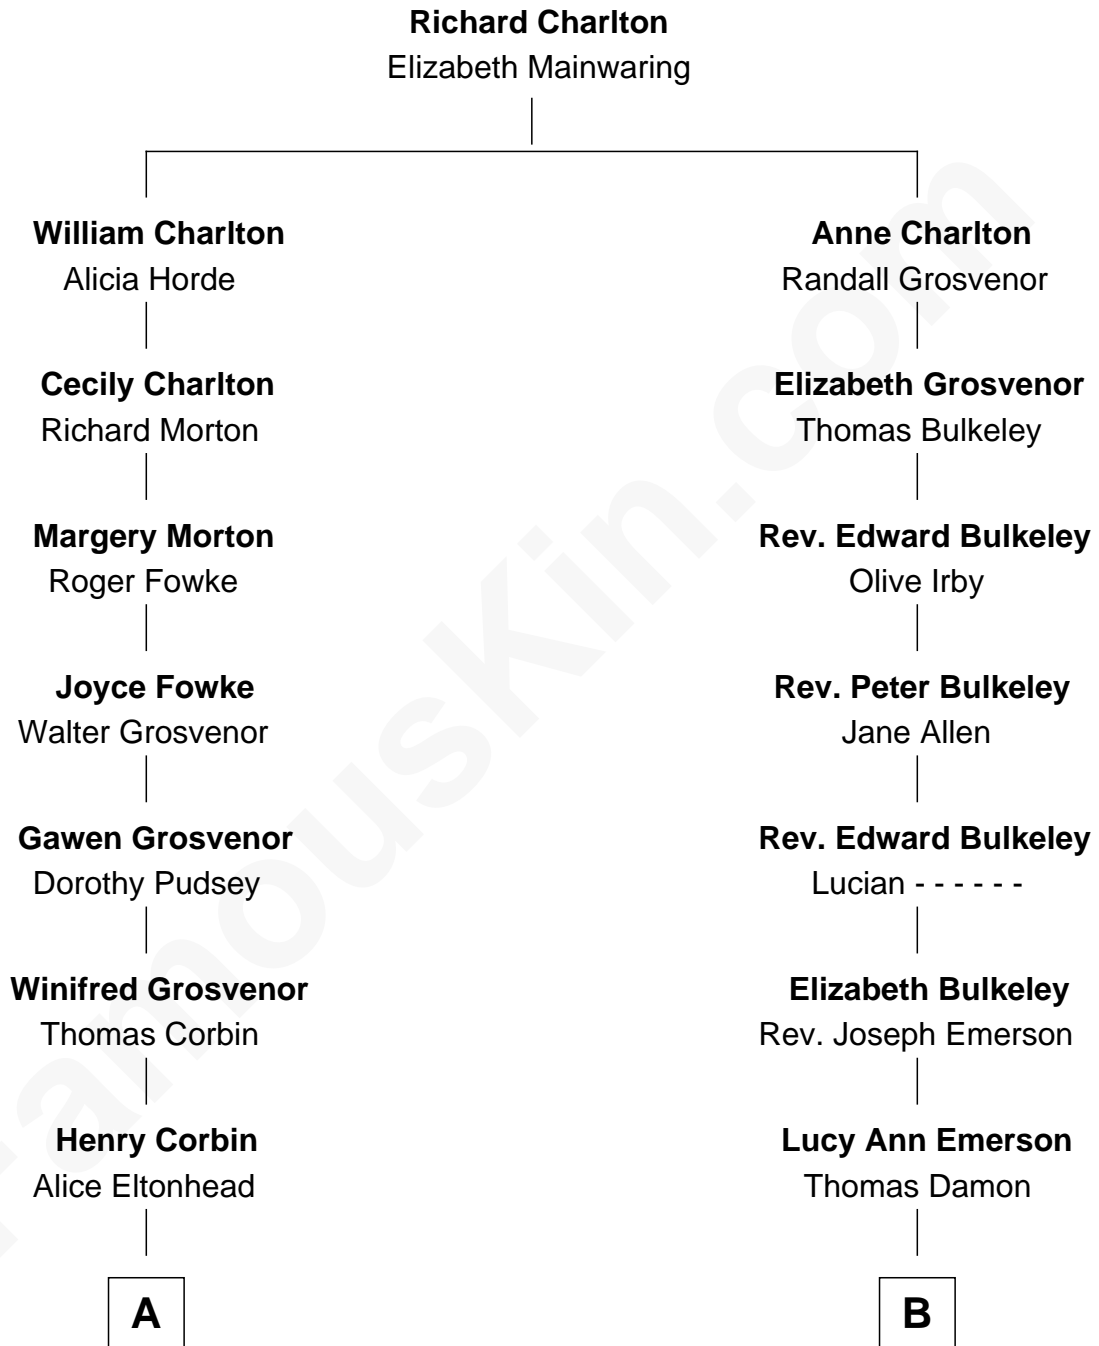 Richard Charlton
Elizabeth Mainwaring
William Charlton
Alicia Horde
Cecily Charlton
Richard Morton
Margery Morton
Roger Fowke
Joyce Fowke
Walter Grosvenor
Gawen Grosvenor
Dorothy Pudsey
Winifred Grosvenor
Thomas Corbin
Henry Corbin
Alice Eltonhead
A
Anne Charlton
Randall Grosvenor
Elizabeth Grosvenor
Thomas Bulkeley
Rev. Edward Bulkeley
Olive Irby
Rev. Peter Bulkeley
Jane Allen
Rev. Edward Bulkeley
Lucian - - - - - -
Elizabeth Bulkeley
Rev. Joseph Emerson
Lucy Ann Emerson
Thomas Damon
B
FamousKin.com